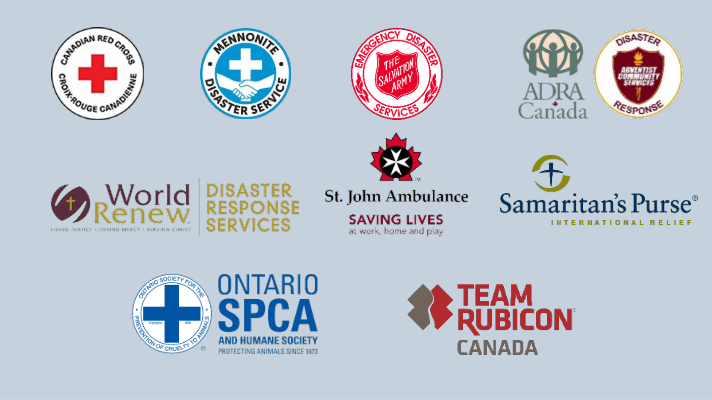 CANADIAN RED CROSS
CROIX-ROUGE CANADIENNE
MENNONITE
DISASTER SERVICE
EMERGENCY DISASTER
THE
SALVATION
ARMY
SERVICES
ADRA
Canada
DISASTER
ADVENTIST
COMMUNITY
SERVICES
RESPONSE
World
Renew
LIVING JUSTICE • LOVING MERCY • SERVING CHRIST
DISASTER
RESPONSE
SERVICES
TM
St. John Ambulance
SAVING LIVES
at work, home and play
Samaritan's Purse®
INTERNATIONAL RELIEF
ONTARIO SOCIETY FOR THE
PREVENTION OF CRUELTY TO ANIMALS
®
ONTARIO
SPCA
AND HUMANE SOCIETY
PROTECTING ANIMALS SINCE 1873
TEAM
RUBICON
CANADA